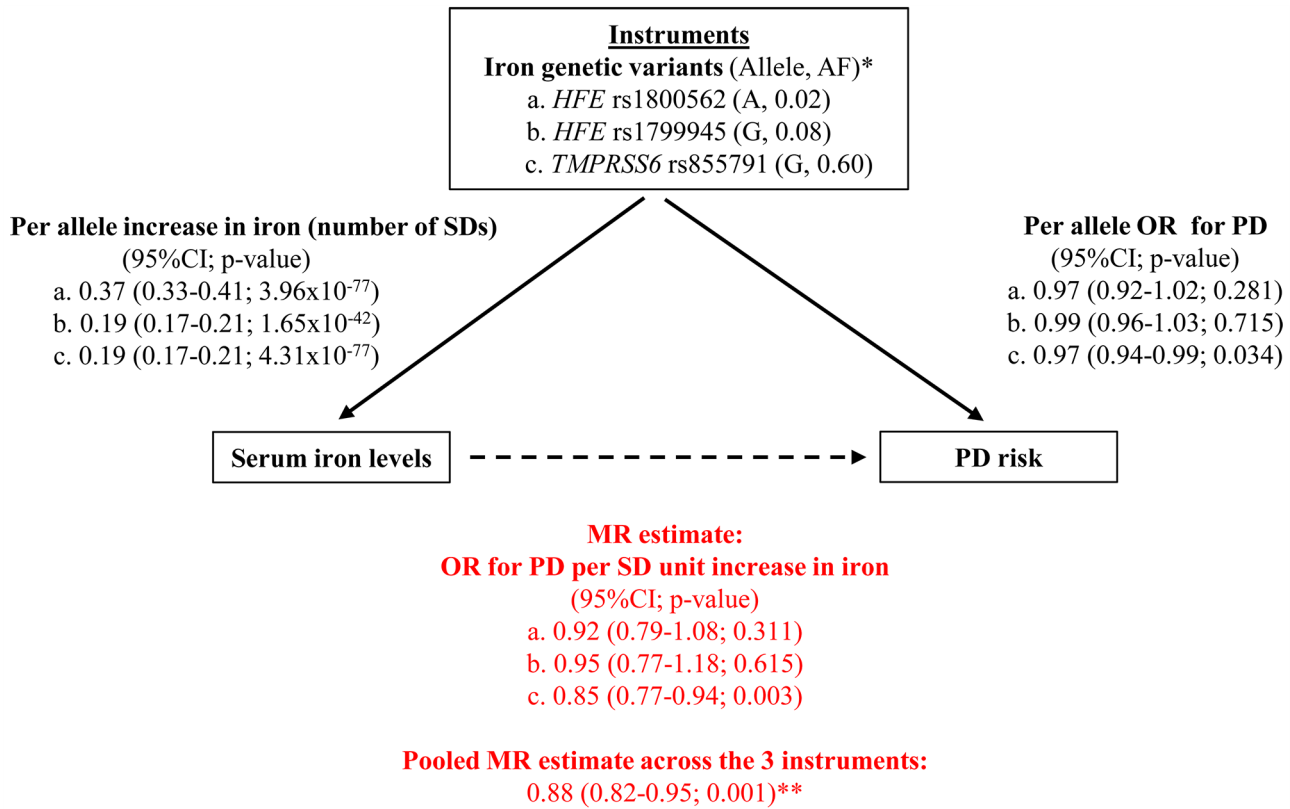 Instruments
Iron genetic variants (Allele, AF)*
a. HFE rs1800562 (A, 0.02)
b. HFE rs1799945 (G, 0.08)
c. TMPRSS6 rs855791 (G, 0.60)
Per allele increase in iron (number of SDs)
(95%CI; p-value)
a. 0.37 (0.33-0.41; 3.96x10⁻⁷⁷)
b. 0.19 (0.17-0.21; 1.65x10⁻⁴²)
c. 0.19 (0.17-0.21; 4.31x10⁻⁷⁷)
Per allele OR for PD
(95%CI; p-value)
a. 0.97 (0.92-1.02; 0.281)
b. 0.99 (0.96-1.03; 0.715)
c. 0.97 (0.94-0.99; 0.034)
Serum iron levels
PD risk
MR estimate:
OR for PD per SD unit increase in iron
(95%CI; p-value)
a. 0.92 (0.79-1.08; 0.311)
b. 0.95 (0.77-1.18; 0.615)
c. 0.85 (0.77-0.94; 0.003)
Pooled MR estimate across the 3 instruments:
0.88 (0.82-0.95; 0.001)**